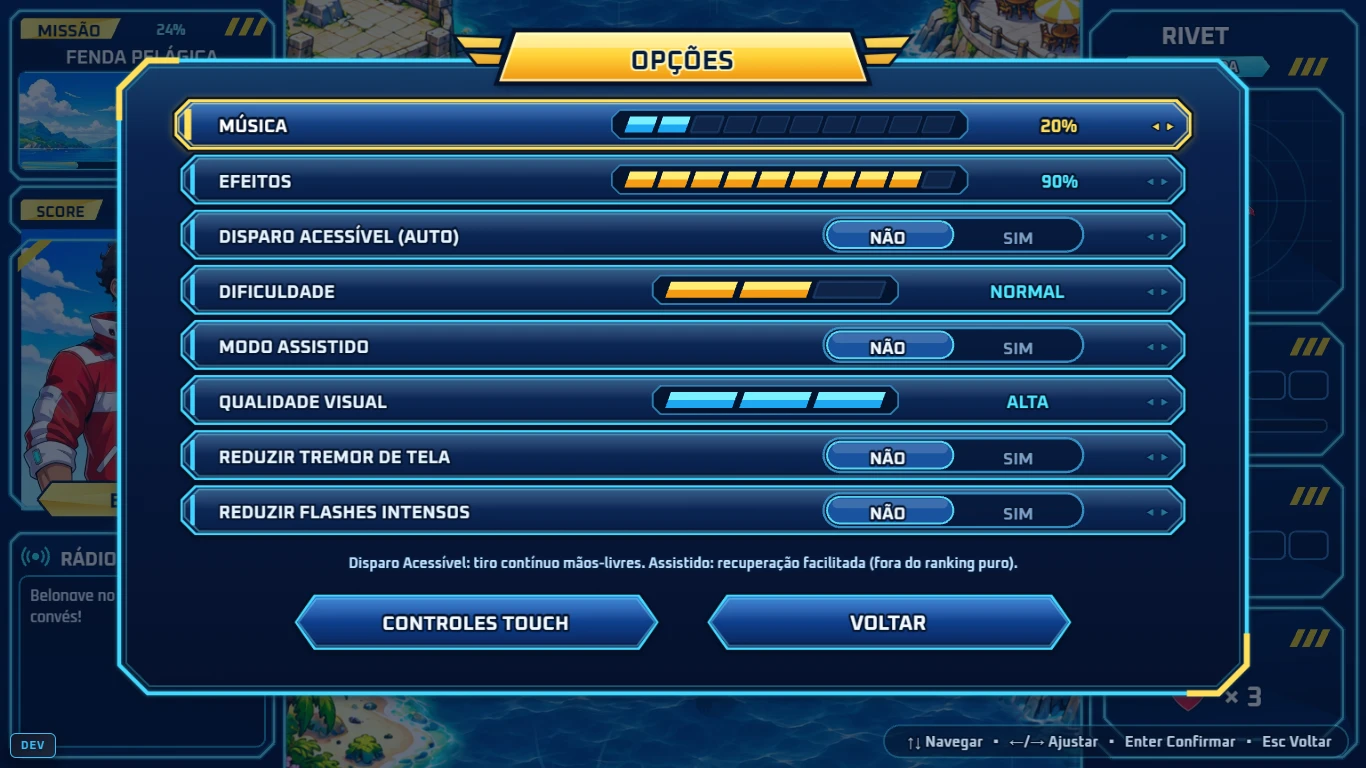 MISSÃO 24%
FENDA PELÁGICA
OPÇÕES
RIVET
MÚSICA 20%
EFEITOS 90%
SCORE
DISPARO ACESSÍVEL (AUTO) NÃO SIM
DIFICULDADE NORMAL
MODO ASSISTIDO NÃO SIM
QUALIDADE VISUAL ALTA
REDUZIR TREMOR DE TELA NÃO SIM
REDUZIR FLASHES INTENSOS NÃO SIM
Disparo Acessível: tiro contínuo mãos-livres. Assistido: recuperação facilitada (fora do ranking puro).
RÁDIO
Belonave no
convés!
CONTROLES TOUCH VOLTAR
× 3
DEV
↑↓ Navegar • ←/→ Ajustar • Enter Confirmar • Esc Voltar